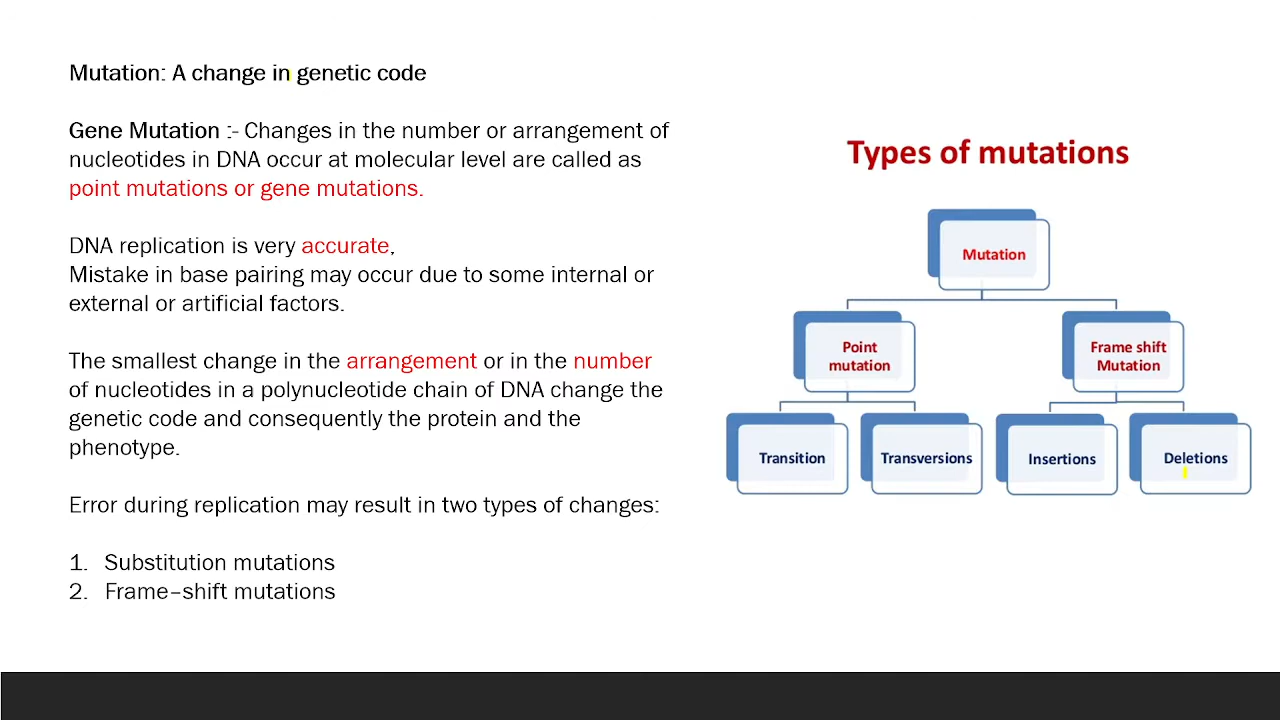 Mutation: A change in genetic code
Gene Mutation :- Changes in the number or arrangement of
nucleotides in DNA occur at molecular level are called as
point mutations or gene mutations.
DNA replication is very accurate,
Mistake in base pairing may occur due to some internal or
external or artificial factors.
The smallest change in the arrangement or in the number
of nucleotides in a polynucleotide chain of DNA change the
genetic code and consequently the protein and the
phenotype.
Error during replication may result in two types of changes:
1. Substitution mutations
2. Frame–shift mutations
Types of mutations
Mutation
Point
mutation
Frame shift
Mutation
Transition
Transversions
Insertions
Deletions